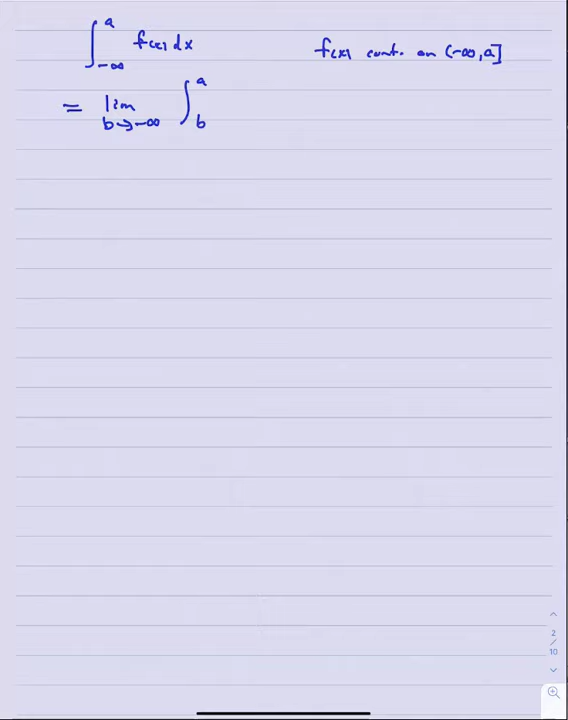 ∫_{-∞}^{a} f(x) dx    f(x) cont. on (-∞, a]
= lim_{b→-∞} ∫_{b}^{a}
2
/
10